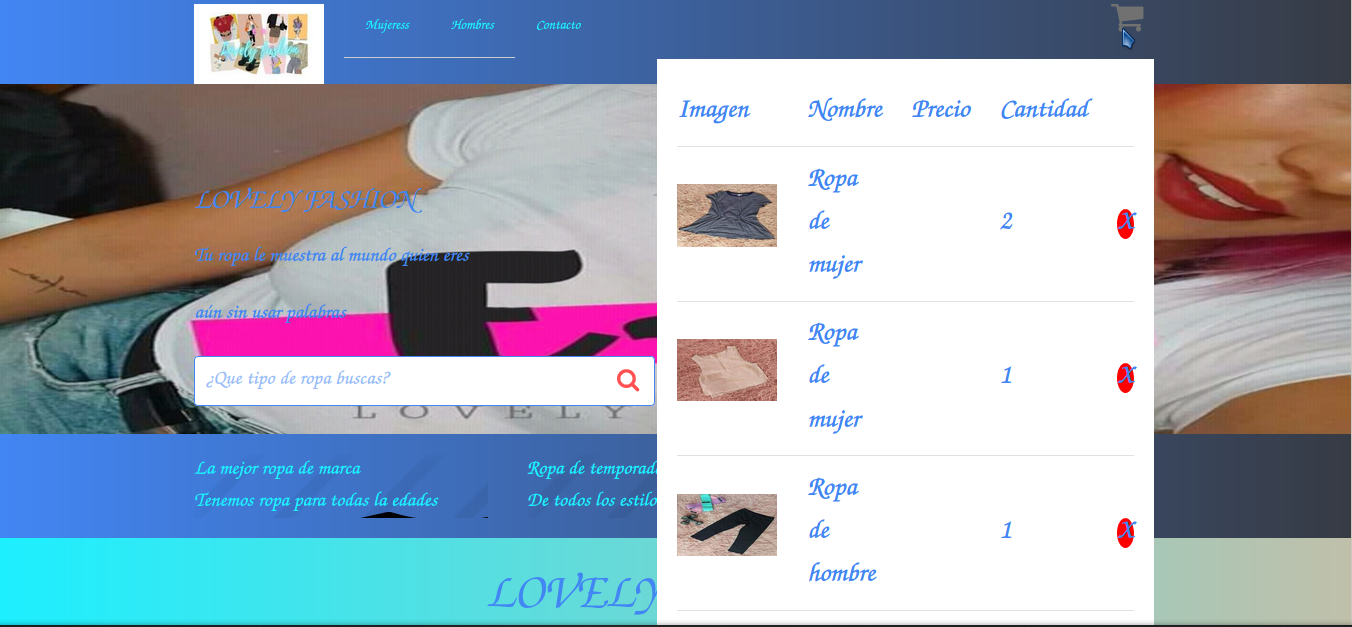 Lovely Fashion
Mujeress Hombres Contacto
LOVELY FASHION
Tu ropa le muestra al mundo quien eres
aún sin usar palabras
¿Que tipo de ropa buscas?
LOVELY
La mejor ropa de marca
Tenemos ropa para todas la edades
Ropa de temporad
De todos los estilo
LOVELY
Imagen Nombre Precio Cantidad
Ropa
de
mujer
2
X
Ropa
de
mujer
1
X
Ropa
de
hombre
1
X